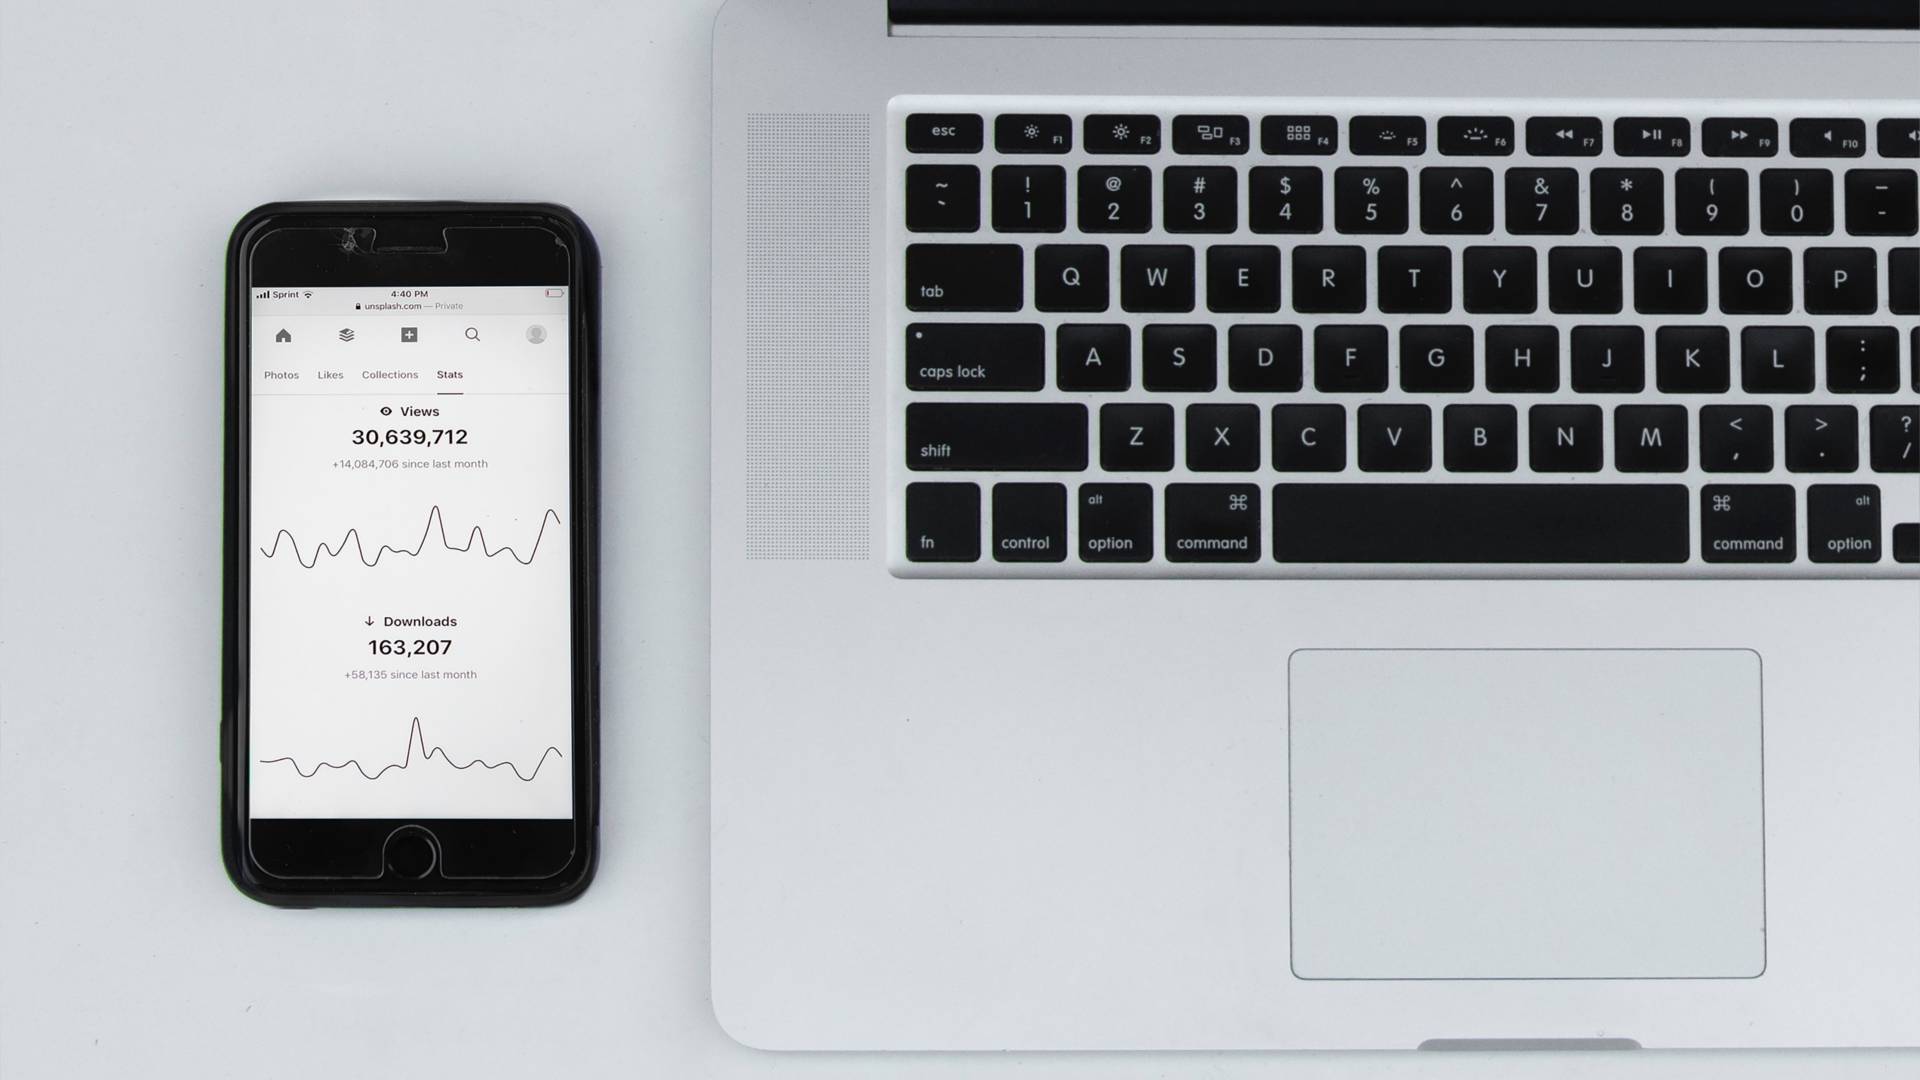 Sprint 4:40 PM
unsplash.com — Private
Photos Likes Collections Stats
Views
30,639,712
+14,084,706 since last month
Downloads
163,207
+58,135 since last month
esc F1 F2 F3 F4 F5 F6 F7 F8 F9 F10
~ ! @ # $ % ^ & * ( ) –
` 1 2 3 4 5 6 7 8 9 0 -
tab Q W E R T Y U I O P
caps lock A S D F G H J K L : ;
shift Z X C V B N M < , > . ? /
alt ⌘ ⌘ alt
fn control option command command option